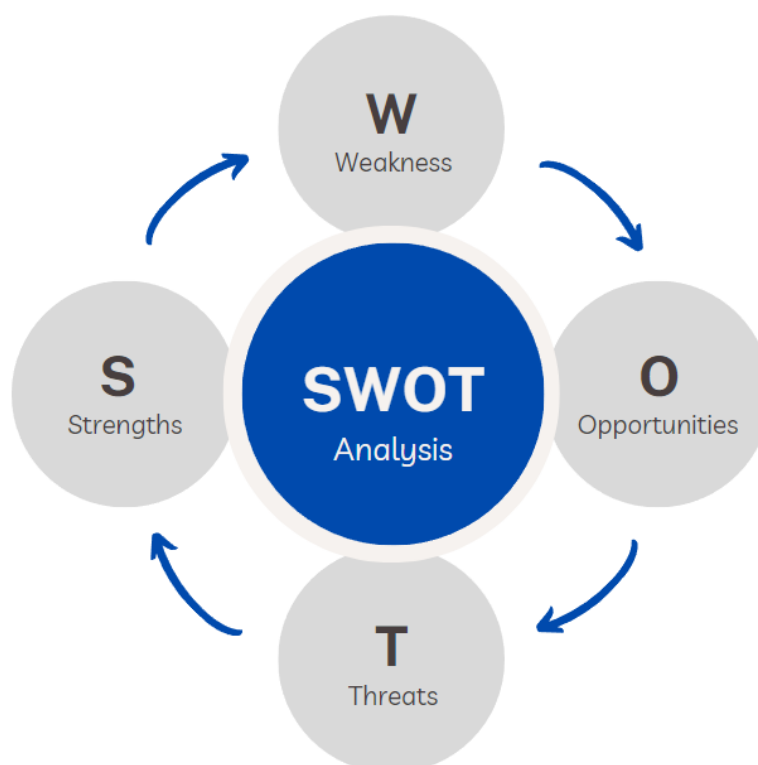 W
Weakness
S
Strengths
SWOT
Analysis
O
Opportunities
T
Threats